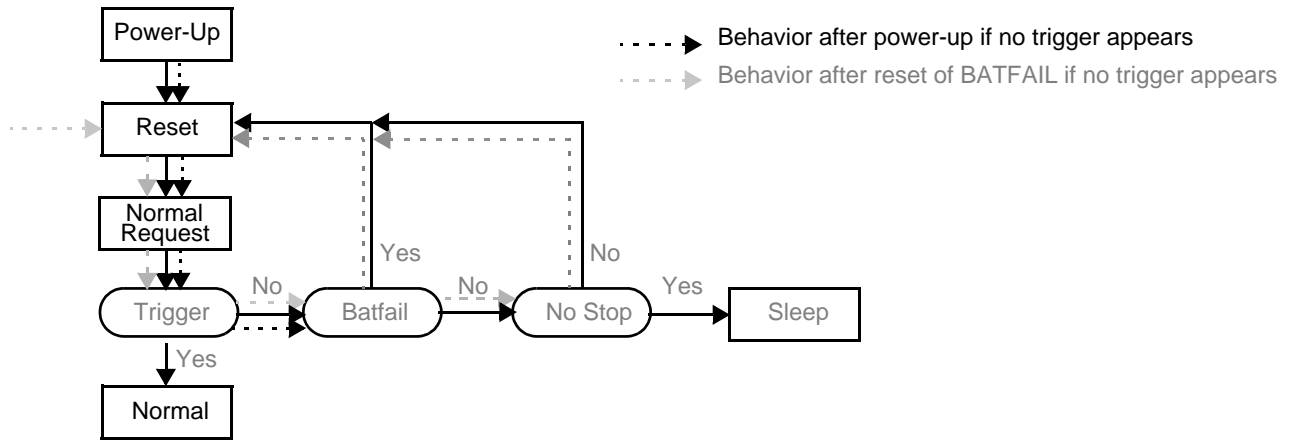 Power-Up
Behavior after power-up if no trigger appears
Behavior after reset of BATFAIL if no trigger appears
Reset
Normal
Request
Yes
No
No
No
Yes
Trigger
Batfail
No Stop
Sleep
Yes
Normal